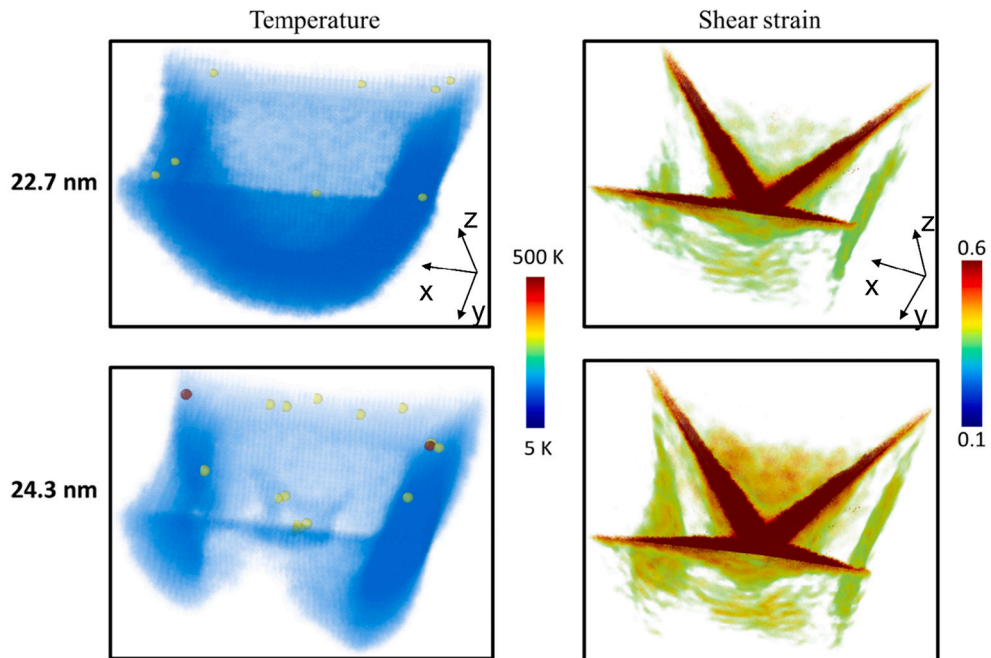 Temperature
Shear strain
22.7 nm
z
x
y
500 K
5 K
z
x
y
0.6
0.1
24.3 nm